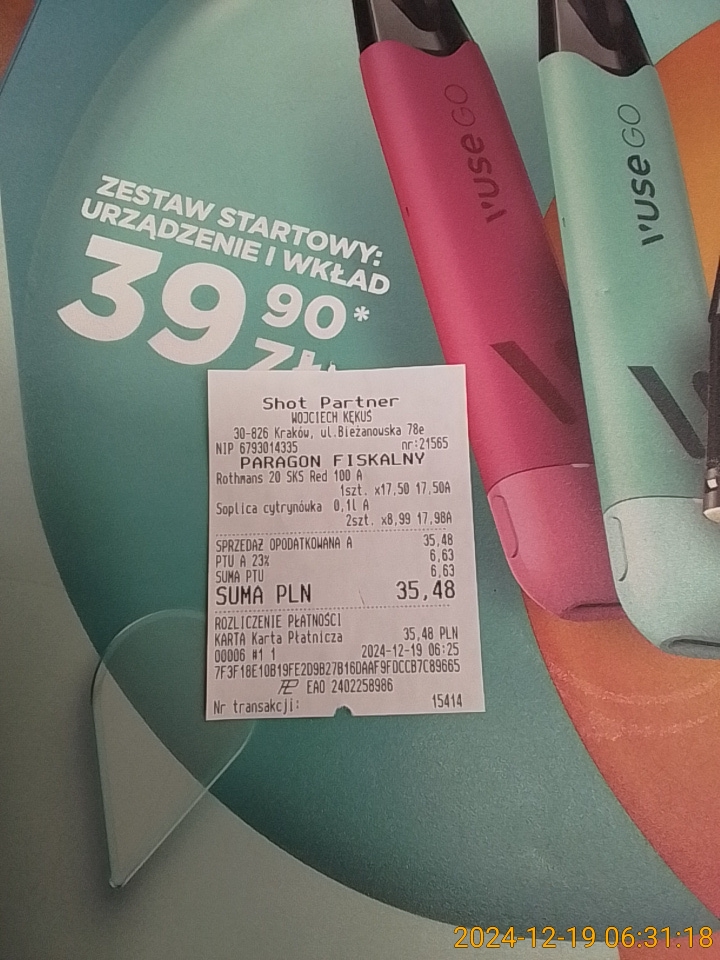 VUSE GO
VUSE GO
ZESTAW STARTOWY:
URZĄDZENIE I WKŁAD
39 90*
ZŁ
Shot Partner
WOJCIECH KĘKUŚ
30-826 Kraków, ul.Bieżanowska 78e
NIP 6793014335 nr:21565
PARAGON FISKALNY
Rothmans 20 SKS Red 100 A
1szt. x17,50 17,50A
Soplica cytrynówka 0,1l A
2szt. x8,99 17,98A
SPRZEDAŻ OPODATKOWANA A 35,48
PTU A 23% 6,63
SUMA PTU 6,63
SUMA PLN 35,48
ROZLICZENIE PŁATNOŚCI
KARTA Karta Płatnicza 35,48 PLN
00006 #1 1 2024-12-19 06:25
7F3F18E10B19FE2D9B27B16DAAF9FDCCB7C89665
EAO 2402258986
Nr transakcji: 15414
2024-12-19 06:31:18